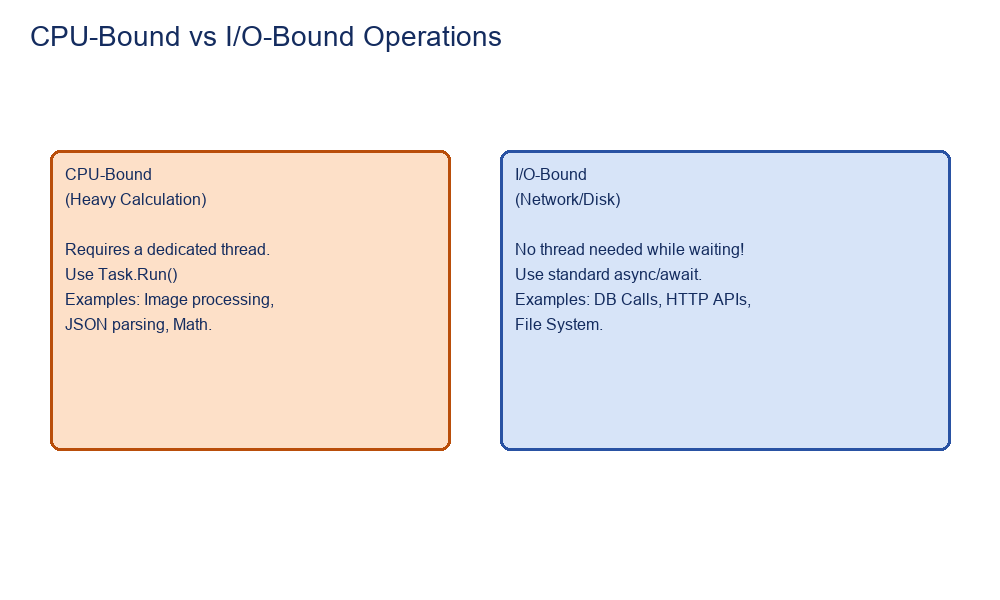 CPU-Bound vs I/O-Bound Operations
CPU-Bound
(Heavy Calculation)
Requires a dedicated thread.
Use Task.Run()
Examples: Image processing,
JSON parsing, Math.
I/O-Bound
(Network/Disk)
No thread needed while waiting!
Use standard async/await.
Examples: DB Calls, HTTP APIs,
File System.